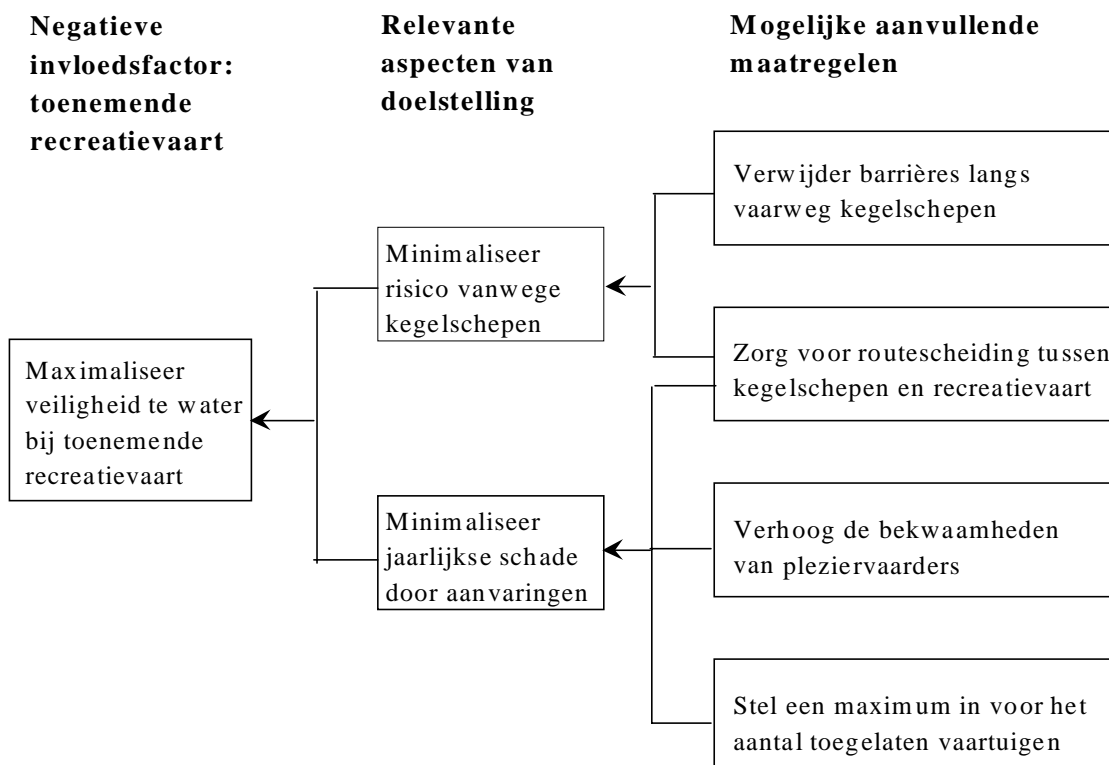 Negatieve
invloedsfactor:
toenemende
recreatievaart
Relevante
aspecten van
doelstelling
Mogelijke aanvullende
maatregelen
Maximaliseer
veiligheid te water
bij toenemende
recreatievaart
Minimaliseer
risico vanwege
kegelschepen
Minimaliseer
jaarlijkse schade
door aanvaringen
Verwijder barrières langs
vaarweg kegelschepen
Zorg voor routescheiding tussen
kegelschepen en recreatievaart
Verhoog de bekwaamheden
van pleziervaarders
Stel een maximum in voor het
aantal toegelaten vaartuigen